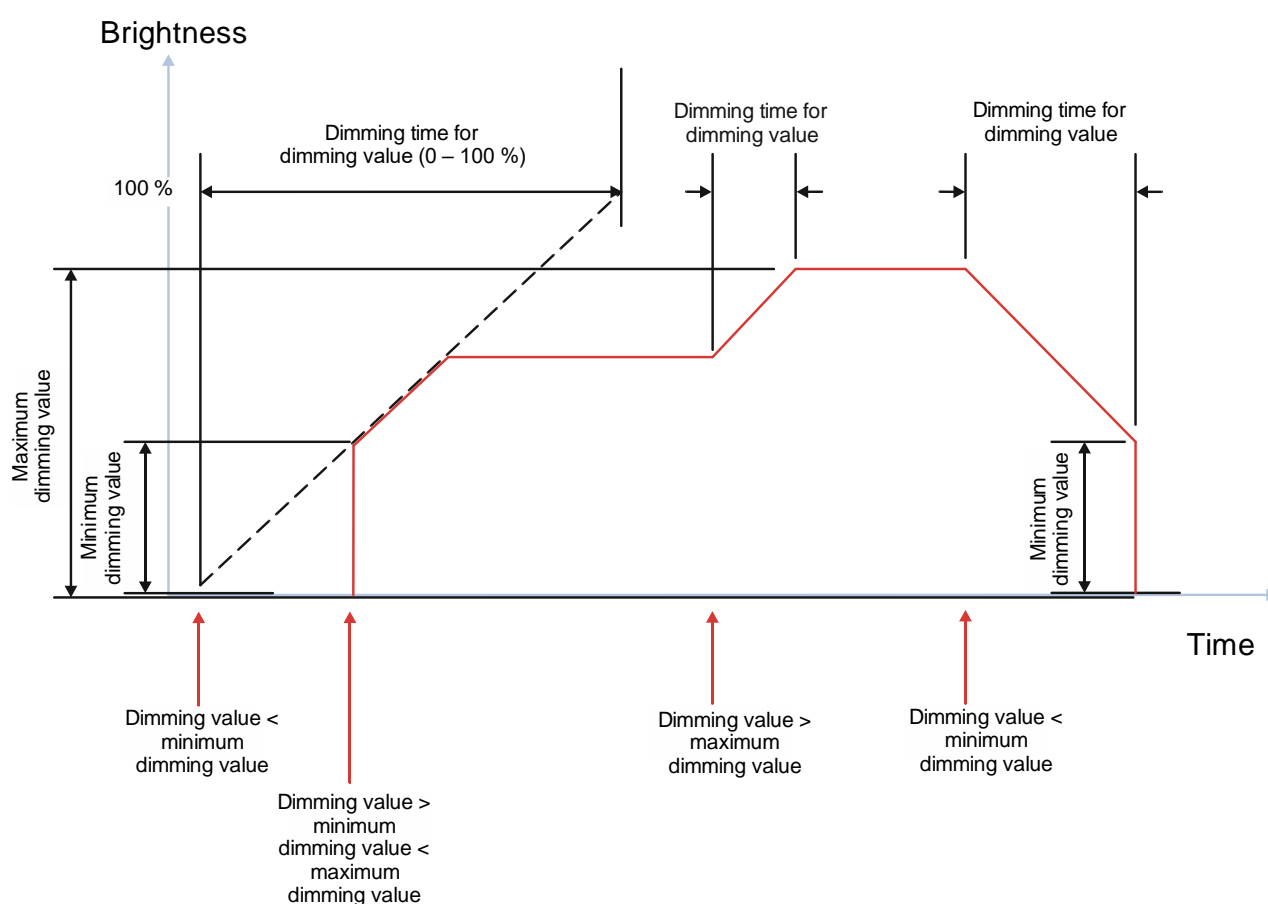 Brightness
Dimming time for
dimming value (0 – 100 %)
Dimming time for
dimming value
Dimming time for
dimming value
100 %
Maximum
dimming value
Minimum
dimming value
Minimum
dimming value
Time
Dimming value <
minimum
dimming value
Dimming value >
minimum
dimming value <
maximum
dimming value
Dimming value >
maximum
dimming value
Dimming value <
minimum
dimming value